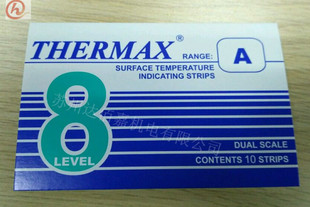 THERMAX®
RANGE:
A
SURFACE TEMPERATURE
INDICATING STRIPS
8
LEVEL
DUAL SCALE
CONTENTS 10 STRIPS